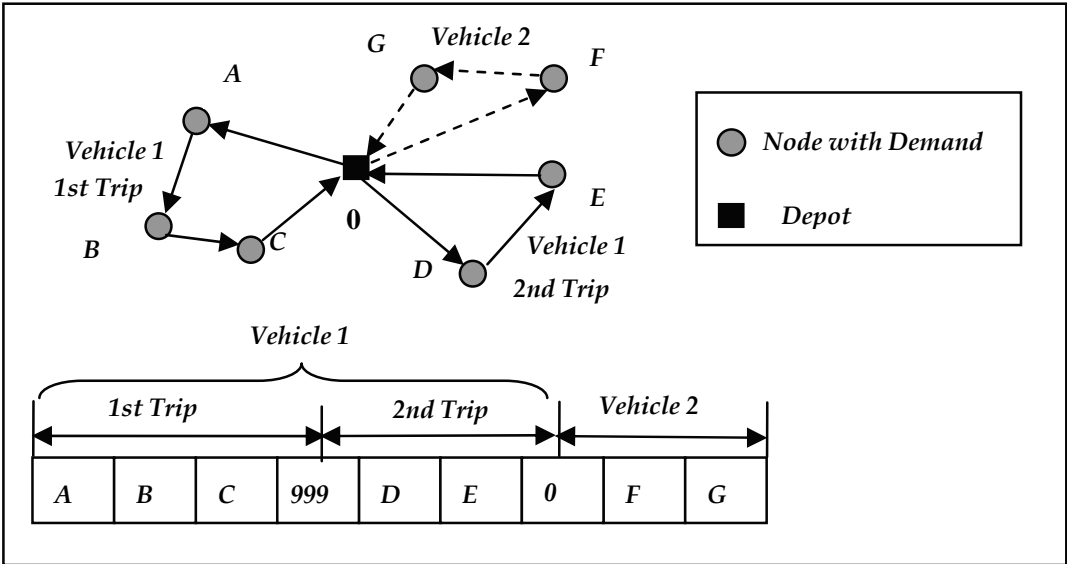 G
Vehicle 2
F
A
Vehicle 1
1st Trip
Node with Demand
0
E
Depot
B
C
D
Vehicle 1
2nd Trip
Vehicle 1
1st Trip
2nd Trip
Vehicle 2
A B C 999 D E 0 F G